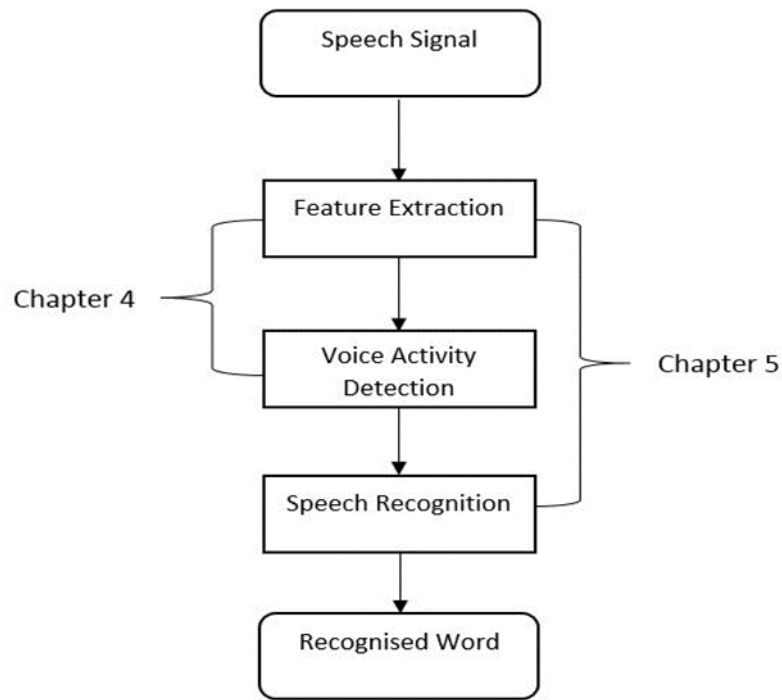 Speech Signal
Feature Extraction
Chapter 4
Voice Activity
Detection
Chapter 5
Speech Recognition
Recognised Word